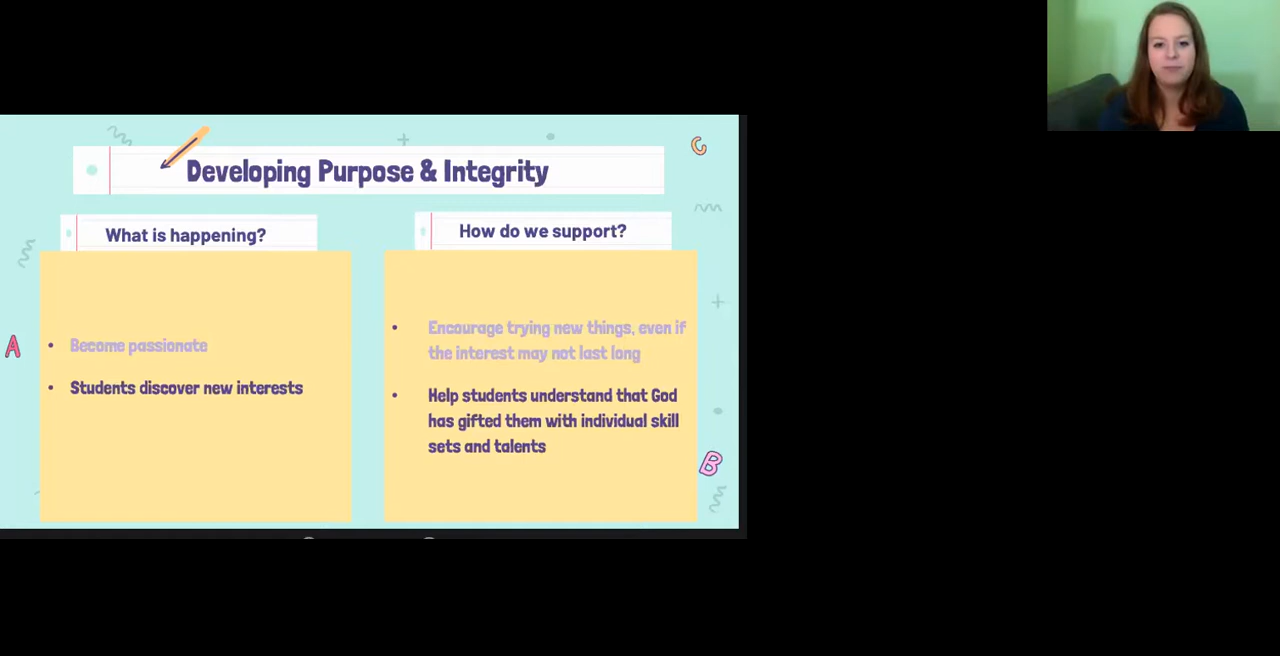 Developing Purpose & Integrity
What is happening?
Become passionate
Students discover new interests
How do we support?
Encourage trying new things, even if
the interest may not last long
Help students understand that God
has gifted them with individual skill
sets and talents
A
B
C